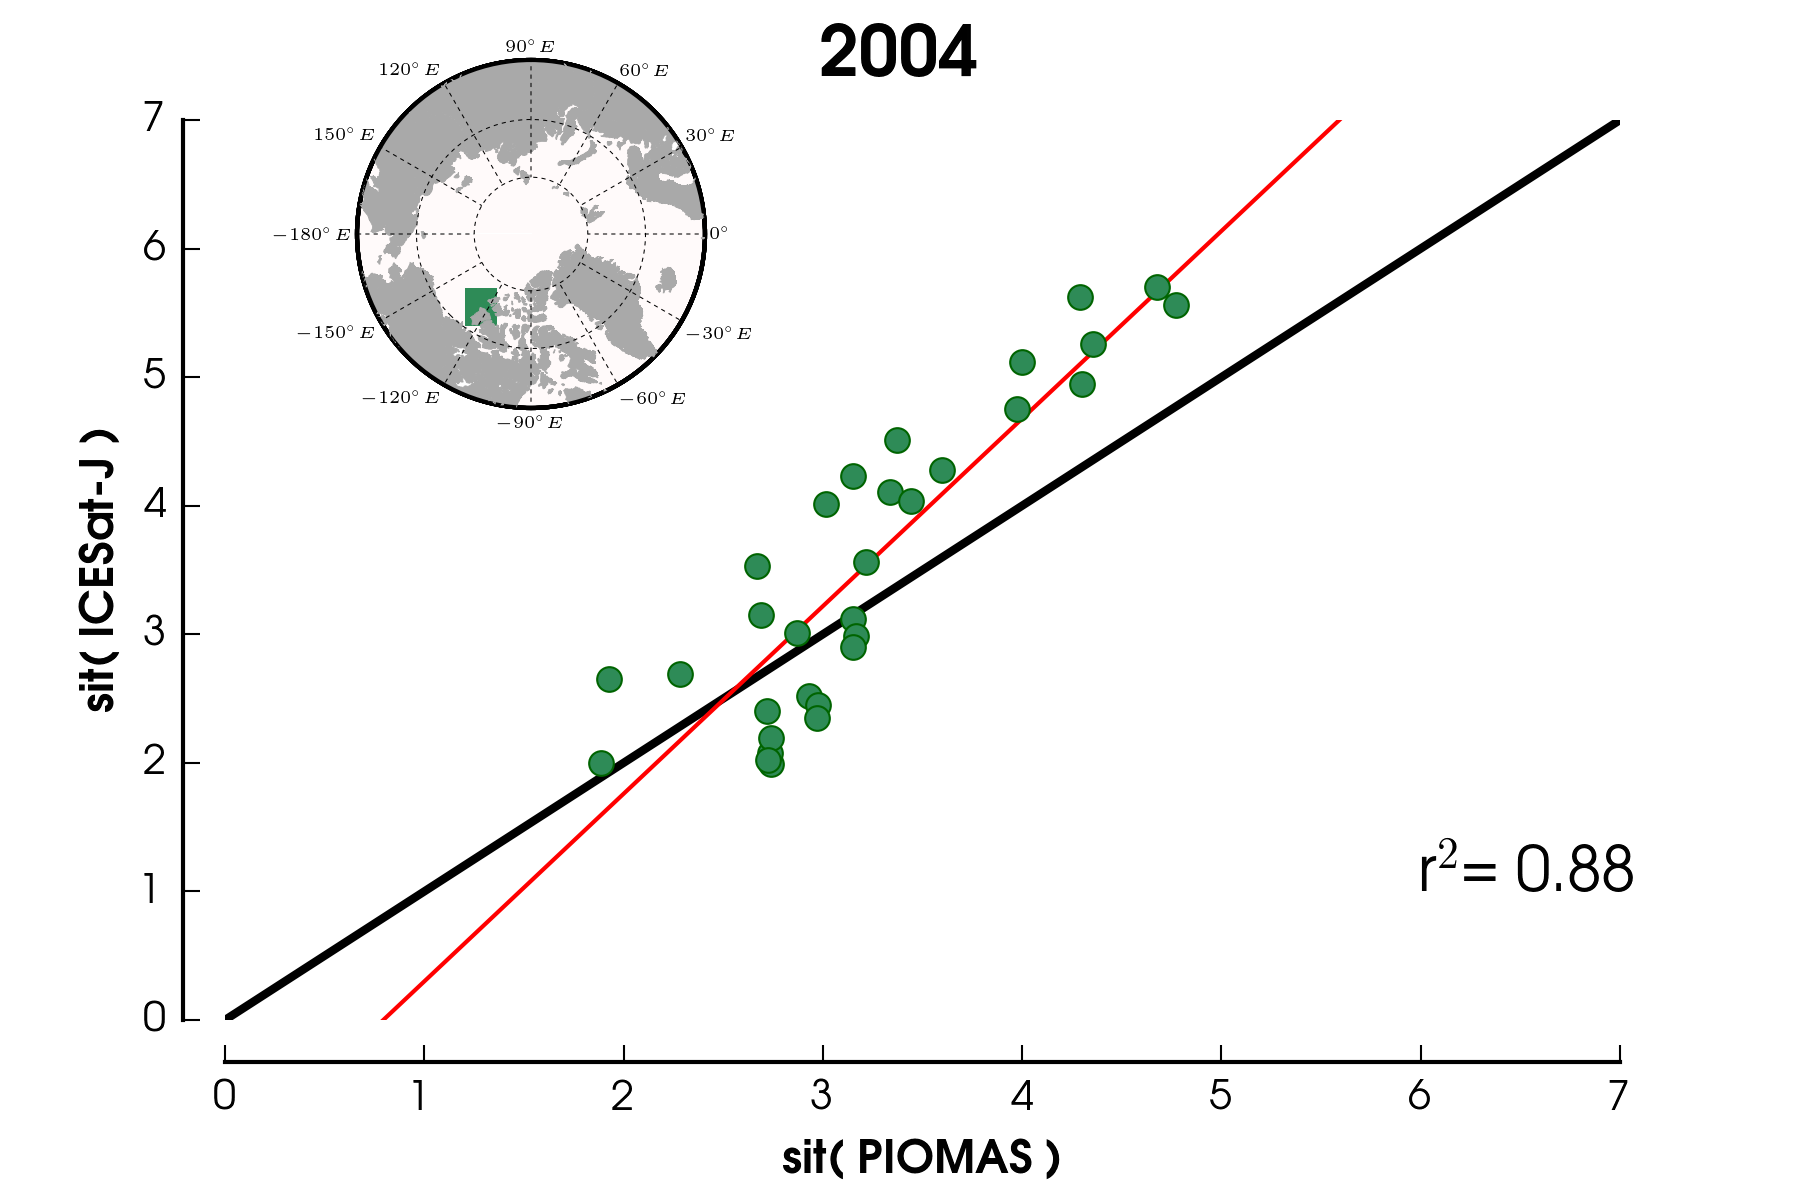 2004
90° E
120° E
60° E
150° E
30° E
−180° E
0°
−150° E
−30° E
−120° E
−60° E
−90° E
7
6
5
4
3
2
1
0
sit( ICESat-J )
r²= 0.88
0 1 2 3 4 5 6 7
sit( PIOMAS )